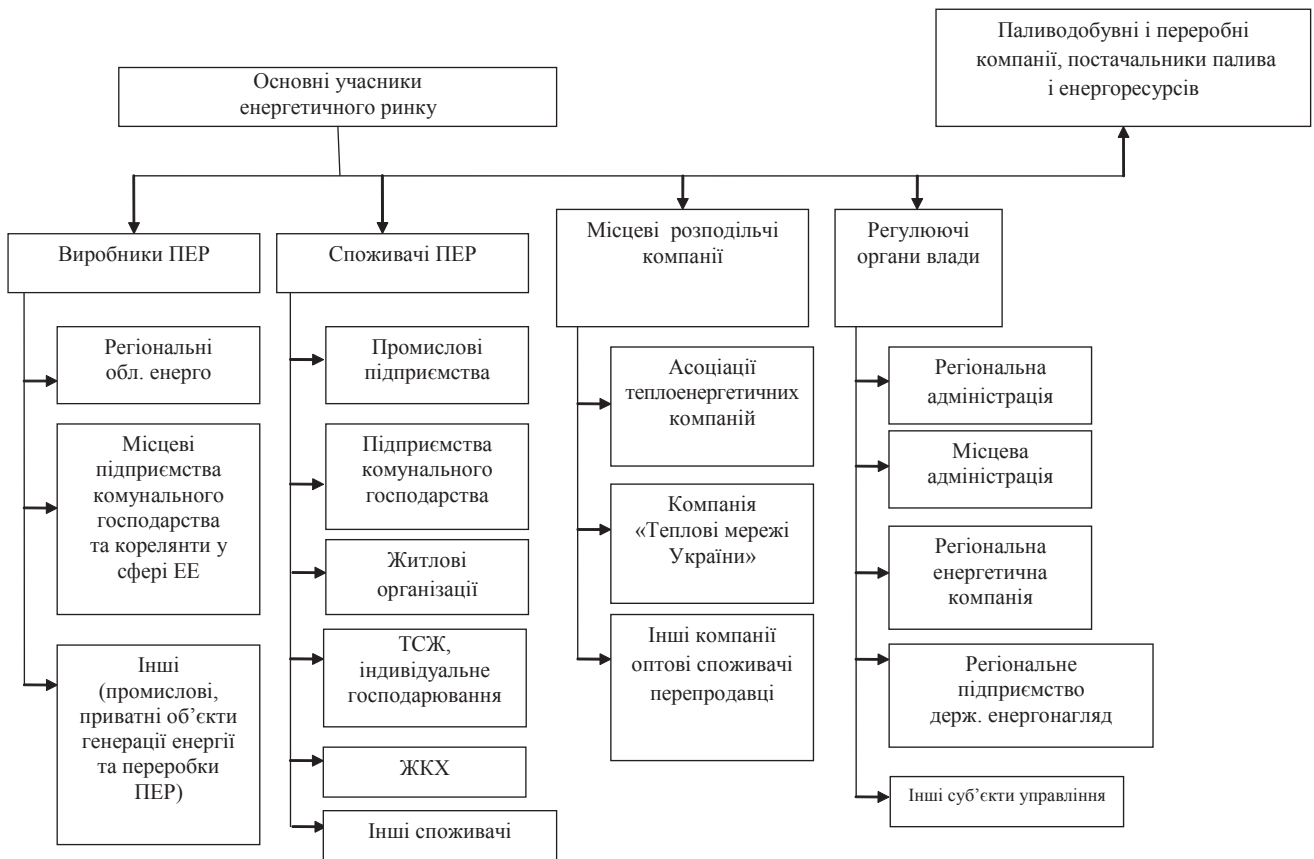 Основні учасники
енергетичного ринку
Паливодобувні і переробні
компанії, постачальники палива
і енергоресурсів
Виробники ПЕР
Регіональні
обл. енерго
Місцеві
підприємства
комунального
господарства
та корелянти у
сфері ЕЕ
Інші
(промислові,
приватні об’єкти
генерації енергії
та переробки
ПЕР)
Споживачі ПЕР
Промислові
підприємства
Підприємства
комунального
господарства
Житлові
організації
ТСЖ,
індивідуальне
господарювання
ЖКХ
Інші споживачі
Місцеві розподільчі
компанії
Асоціації
теплоенергетичних
компаній
Компанія
«Теплові мережі
України»
Інші компанії
оптові споживачі
перепродавці
Регулюючі
органи влади
Регіональна
адміністрація
Місцева
адміністрація
Регіональна
енергетична
компанія
Регіональне
підприємство
держ. енергонагляд
Інші суб’єкти управління